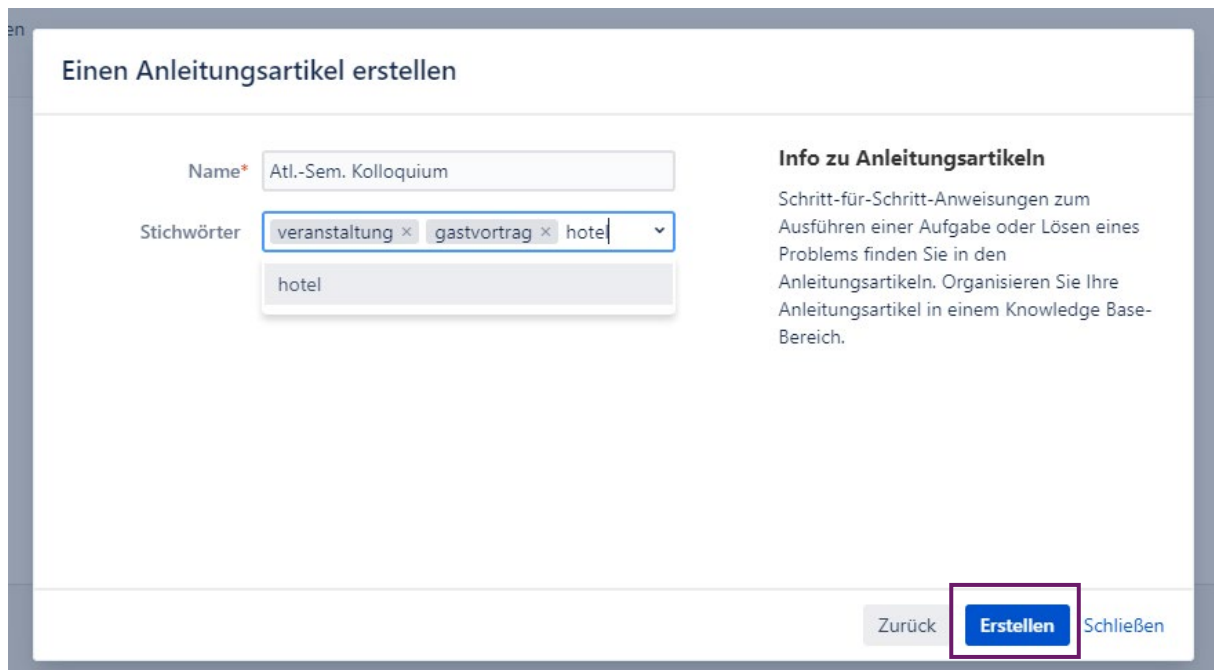 en
Einen Anleitungsartikel erstellen
Name*
Atl.-Sem. Kolloquium
Stichwörter
veranstaltung × gastvortrag × hotel
hotel
Info zu Anleitungsartikeln
Schritt-für-Schritt-Anweisungen zum
Ausführen einer Aufgabe oder Lösen eines
Problems finden Sie in den
Anleitungsartikeln. Organisieren Sie Ihre
Anleitungsartikel in einem Knowledge Base-
Bereich.
Zurück
Erstellen
Schließen